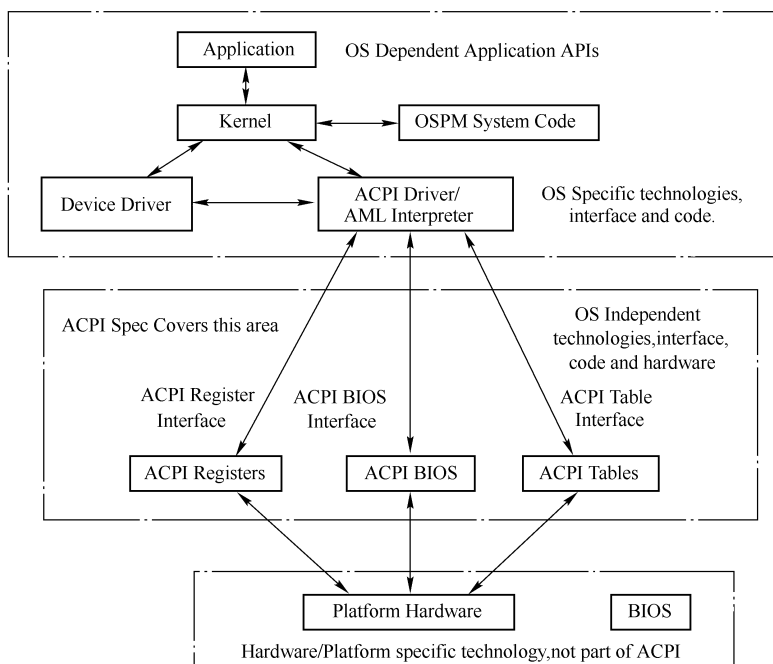 Application
OS Dependent Application APIs
Kernel
OSPM System Code
Device Driver
ACPI Driver/
AML Interpreter
OS Specific technologies,
interface and code.
ACPI Spec Covers this area
OS Independent
technologies,interface,
code and hardware
ACPI Register
Interface
ACPI BIOS
Interface
ACPI Table
Interface
ACPI Registers
ACPI BIOS
ACPI Tables
Platform Hardware
BIOS
Hardware/Platform specific technology,not part of ACPI